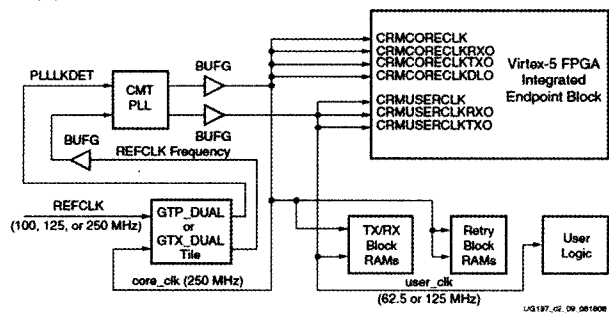 CRMCORECLK
CRMCORECLKRXO
CRMCORECLKTXO
CRMCORECLKDLO
CRMUSERCLK
CRMUSERCLKRXO
CRMUSERCLKTXO
Virtex-5 FPGA
Integrated
Endpoint Block
PLLLKDET
CMT
PLL
BUFG
BUFG
BUFG
REFCLK Frequency
REFCLK
(100, 125, or 250 MHz)
GTP_DUAL
or
GTX_DUAL
Tile
core_clk (250 MHz)
TX/RX
Block
RAMs
Retry
Block
RAMs
User
Logic
user_clk
(62.5 or 125 MHz)
UG197_c2_09_081808